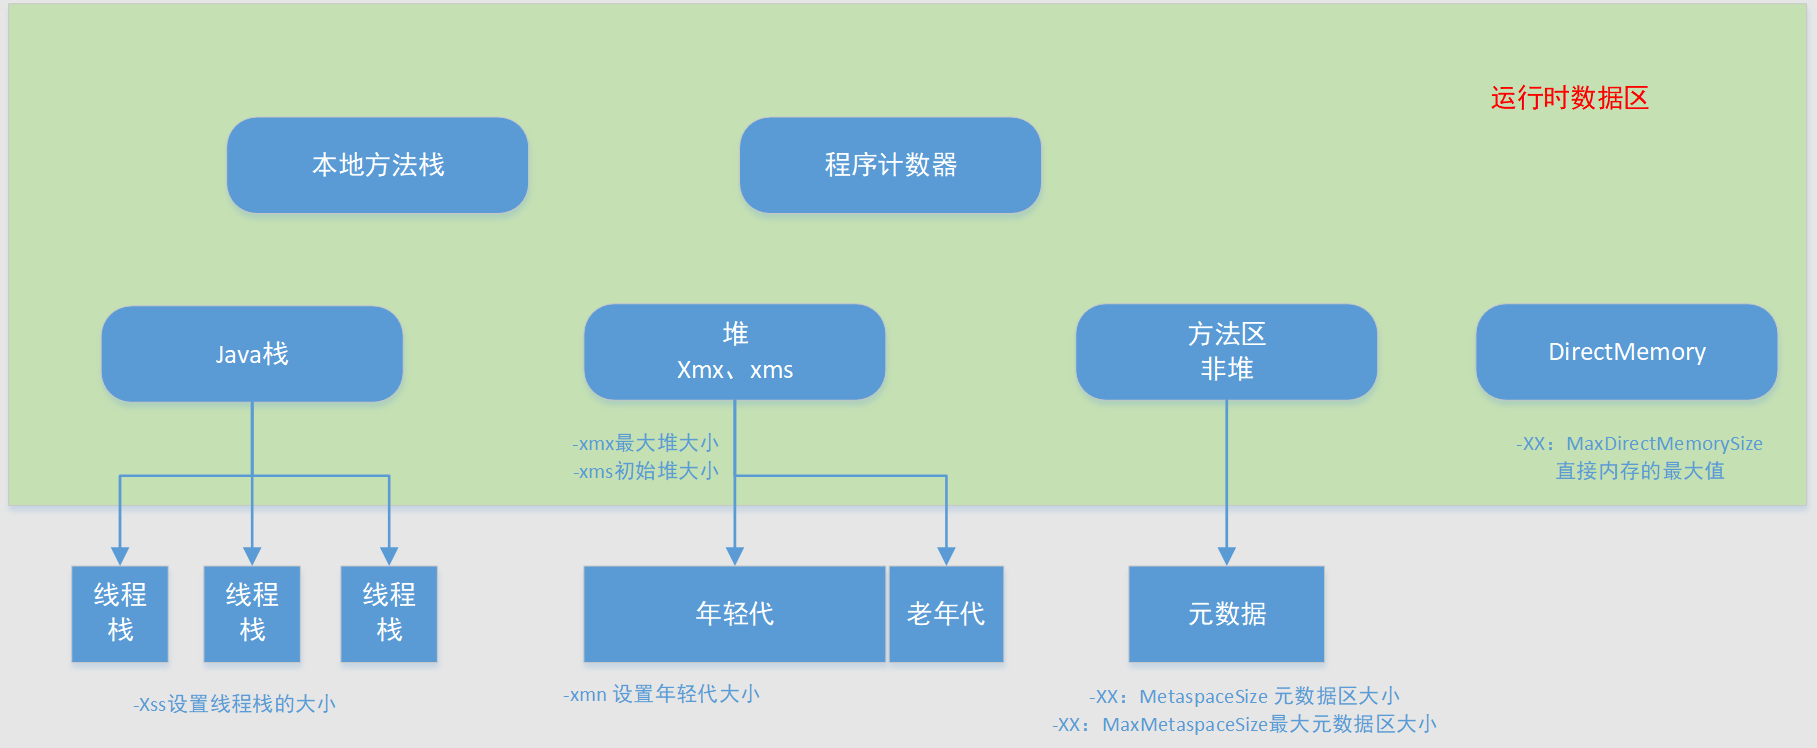 运行时数据区
本地方法栈
程序计数器
Java栈
堆
Xmx、xms
方法区
非堆
DirectMemory
-xmx最大堆大小
-xms初始堆大小
-XX：MaxDirectMemorySize
直接内存的最大值
线程
栈
线程
栈
线程
栈
年轻代
老年代
元数据
-Xss设置线程栈的大小
-xmn 设置年轻代大小
-XX：MetaspaceSize 元数据区大小
-XX：MaxMetaspaceSize最大元数据区大小